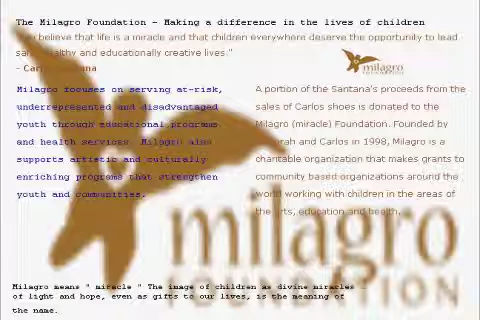 The Milagro Foundation - Making a difference in the lives of children
believe that life is a miracle and that children everywhere deserve the opportunity to lead
healthy and educationally creative lives."
- Carlos Santana
milagro
FOUNDATION
Milagro focuses on serving at-risk,
underrepresented and disadvantaged
youth through educational programs
and health services. Milagro also
supports artistic and culturally
enriching programs that strengthen
youth and communities.
A portion of the Santana's proceeds from the
sales of Carlos shoes is donated to the
Milagro (miracle) Foundation. Founded by
Deborah and Carlos in 1998, Milagro is a
charitable organization that makes grants to
community based organizations around the
world working with children in the areas of
the arts, education and health.
milagro
FOUNDATION
Milagro means " miracle " The image of children as divine miracles
of light and hope, even as gifts to our lives, is the meaning of
the name.